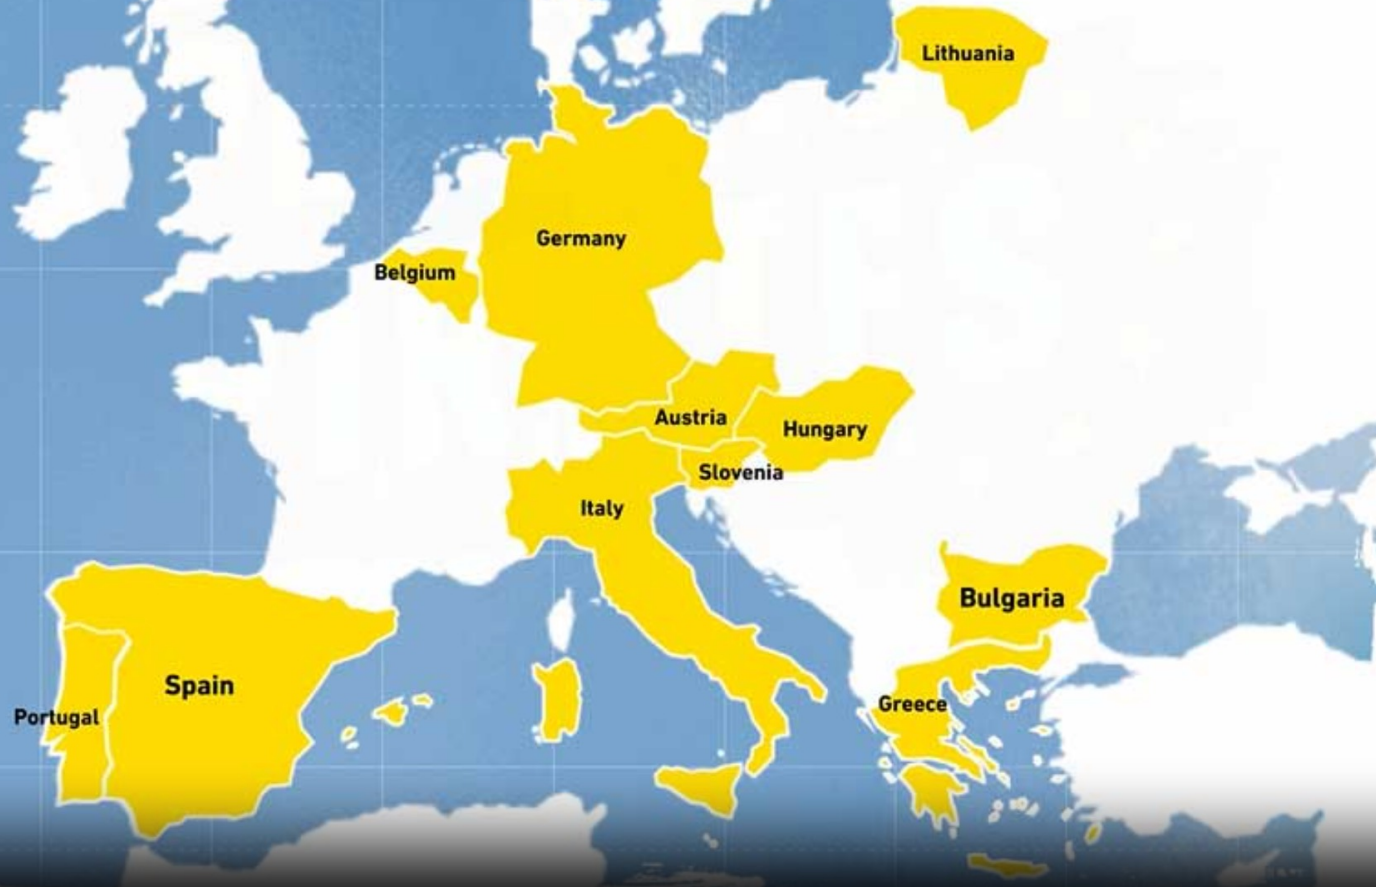 Lithuania
Germany
Belgium
Austria
Hungary
Slovenia
Italy
Bulgaria
Spain
Greece
Portugal